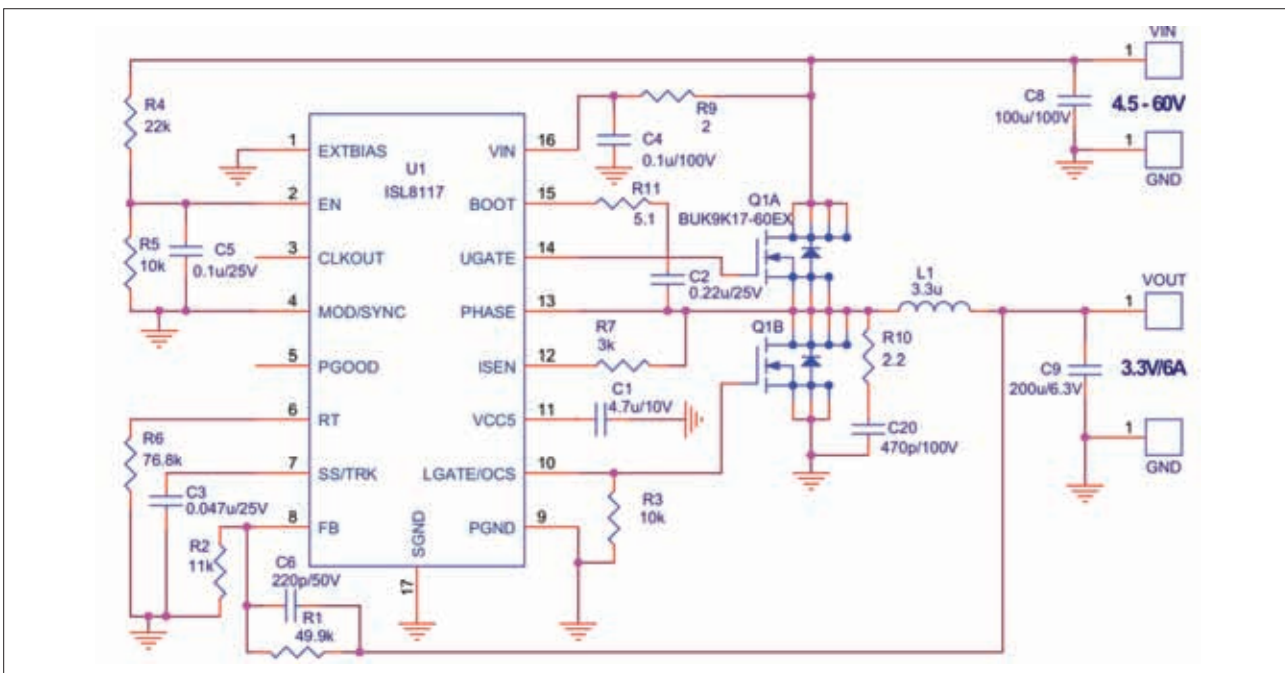 VIN
1
4.5 - 60V
C8
100u/100V
1
GND
R4
22k
R9
2
C4
0.1u/100V
1
EXTBIAS
VIN
16
U1
ISL8117
2
EN
BOOT
15
R11
5.1
Q1A
BUK9K17-60EX
R5
10k
C5
0.1u/25V
3
CLKOUT
UGATE
14
C2
0.22u/25V
L1
3.3u
VOUT
1
4
MOD/SYNC
PHASE
13
Q1B
R10
2.2
5
PGOOD
ISEN
12
R7
3k
C9
200u/6.3V
3.3V/6A
6
RT
VCC5
11
C1
4.7u/10V
C20
470p/100V
1
GND
R6
76.8k
7
SS/TRK
LGATE/OCS
10
C3
0.047u/25V
R3
10k
8
FB
SGND
PGND
9
R2
11k
C6
220p/50V
17
R1
49.9k